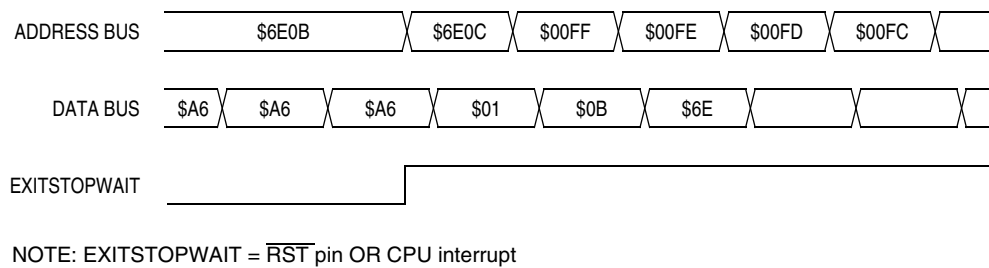 ADDRESS BUS $6E0B $6E0C $00FF $00FE $00FD $00FC
DATA BUS $A6 $A6 $A6 $01 $0B $6E
EXITSTOPWAIT
NOTE: EXITSTOPWAIT = RST pin OR CPU interrupt